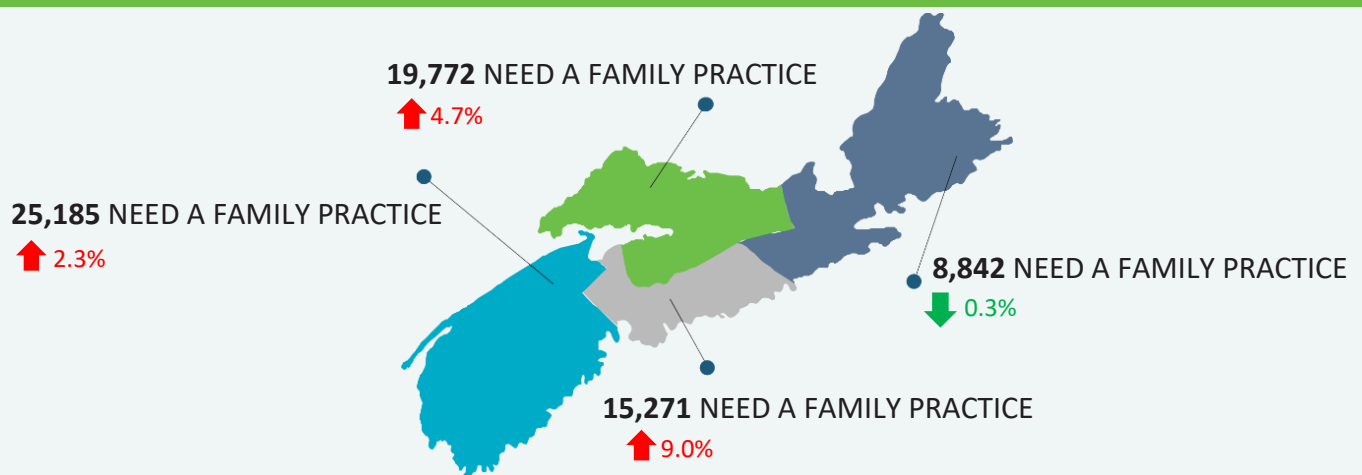 19,772 NEED A FAMILY PRACTICE
4.7%
25,185 NEED A FAMILY PRACTICE
2.3%
8,842 NEED A FAMILY PRACTICE
0.3%
15,271 NEED A FAMILY PRACTICE
9.0%